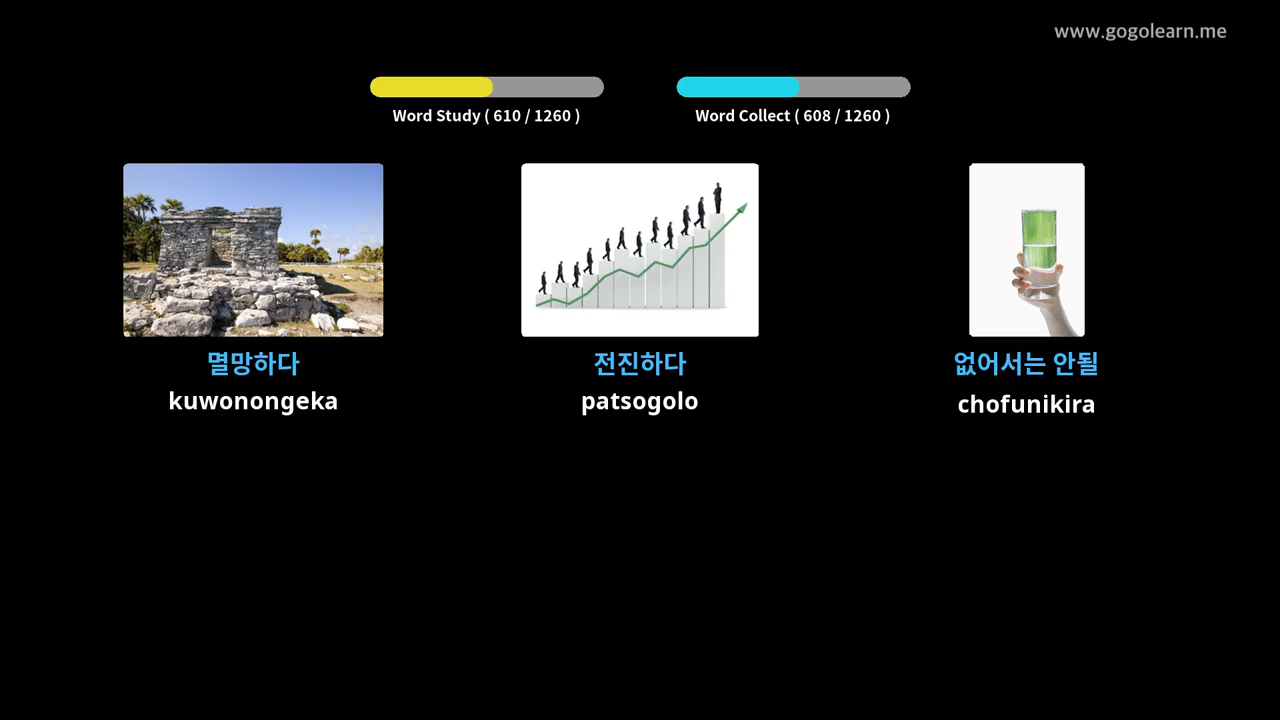 www.gogolearn.me
Word Study ( 610 / 1260 )
Word Collect ( 608 / 1260 )
멸망하다
전진하다
없어서는 안될
kuwonongeka
patsogolo
chofunikira